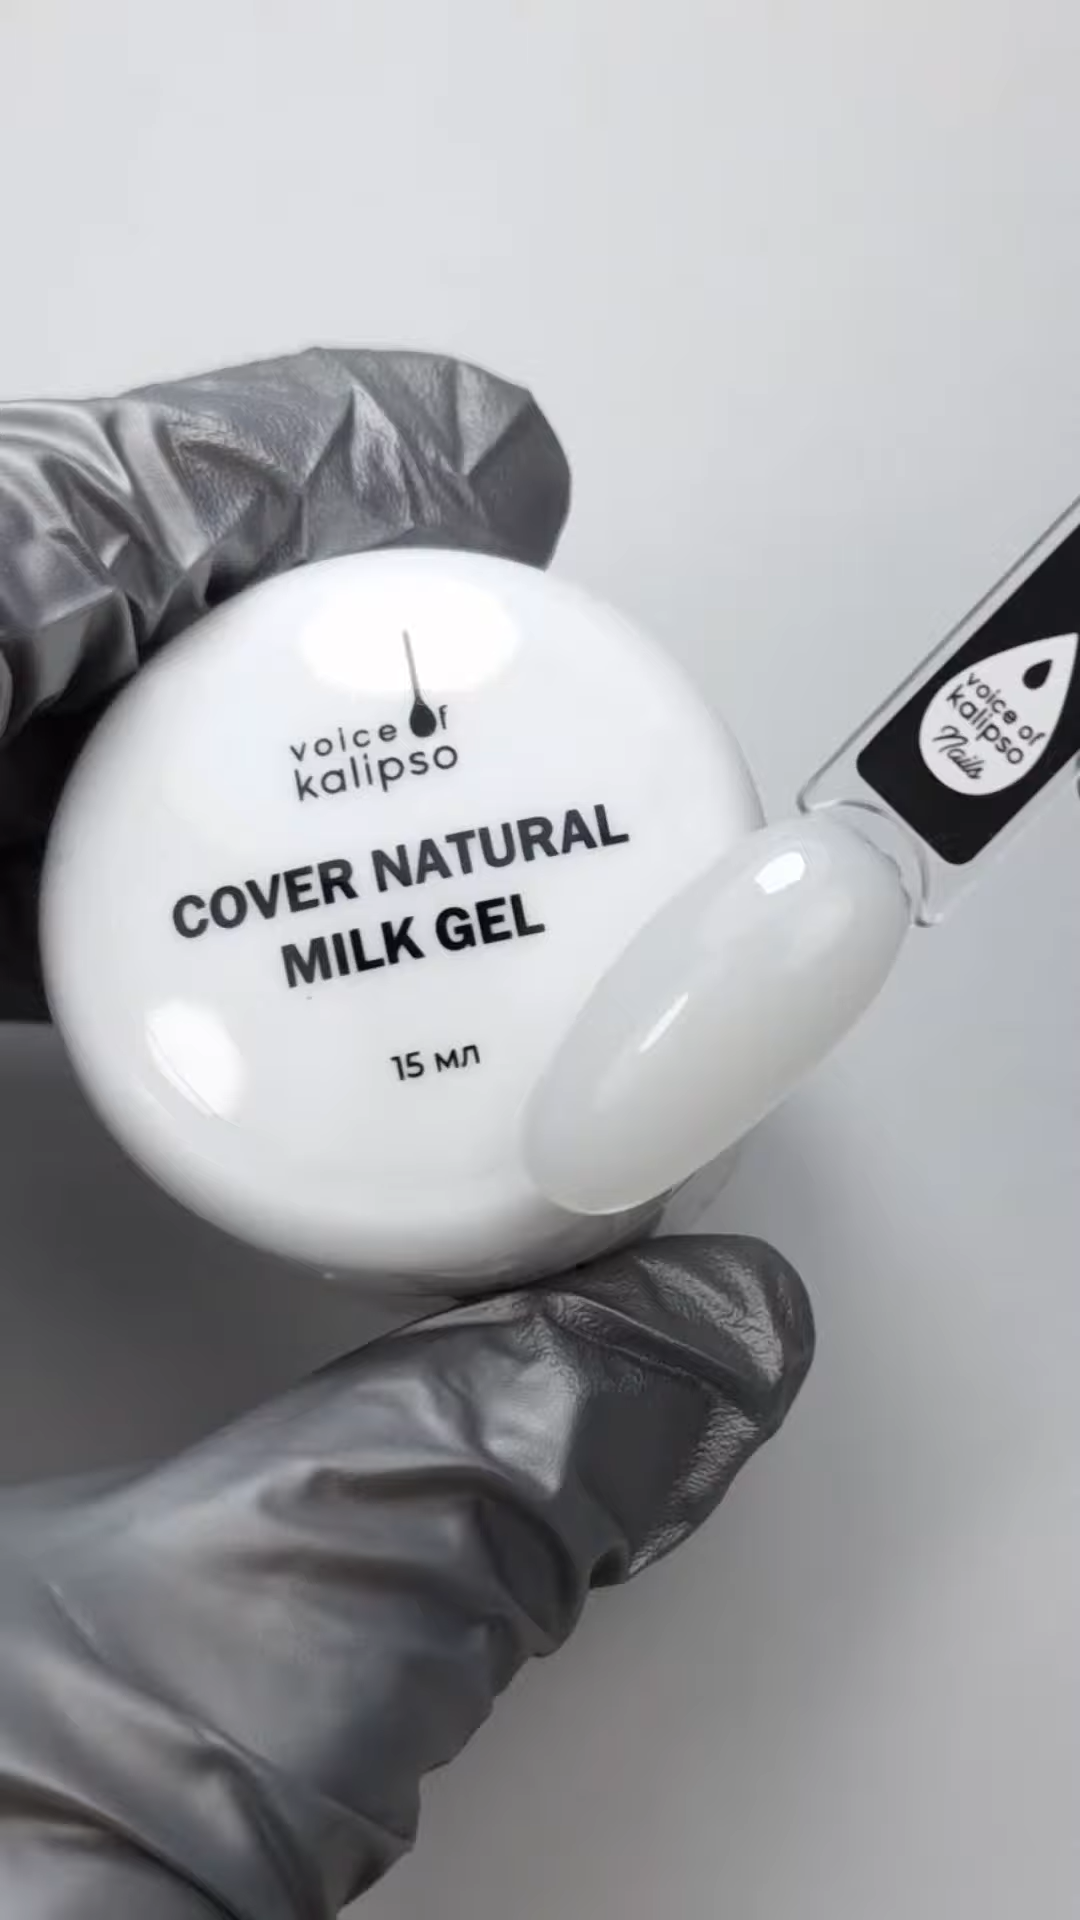 voice of
kalipso
COVER NATURAL
MILK GEL
15 мл
voice of
kalipso
Nails